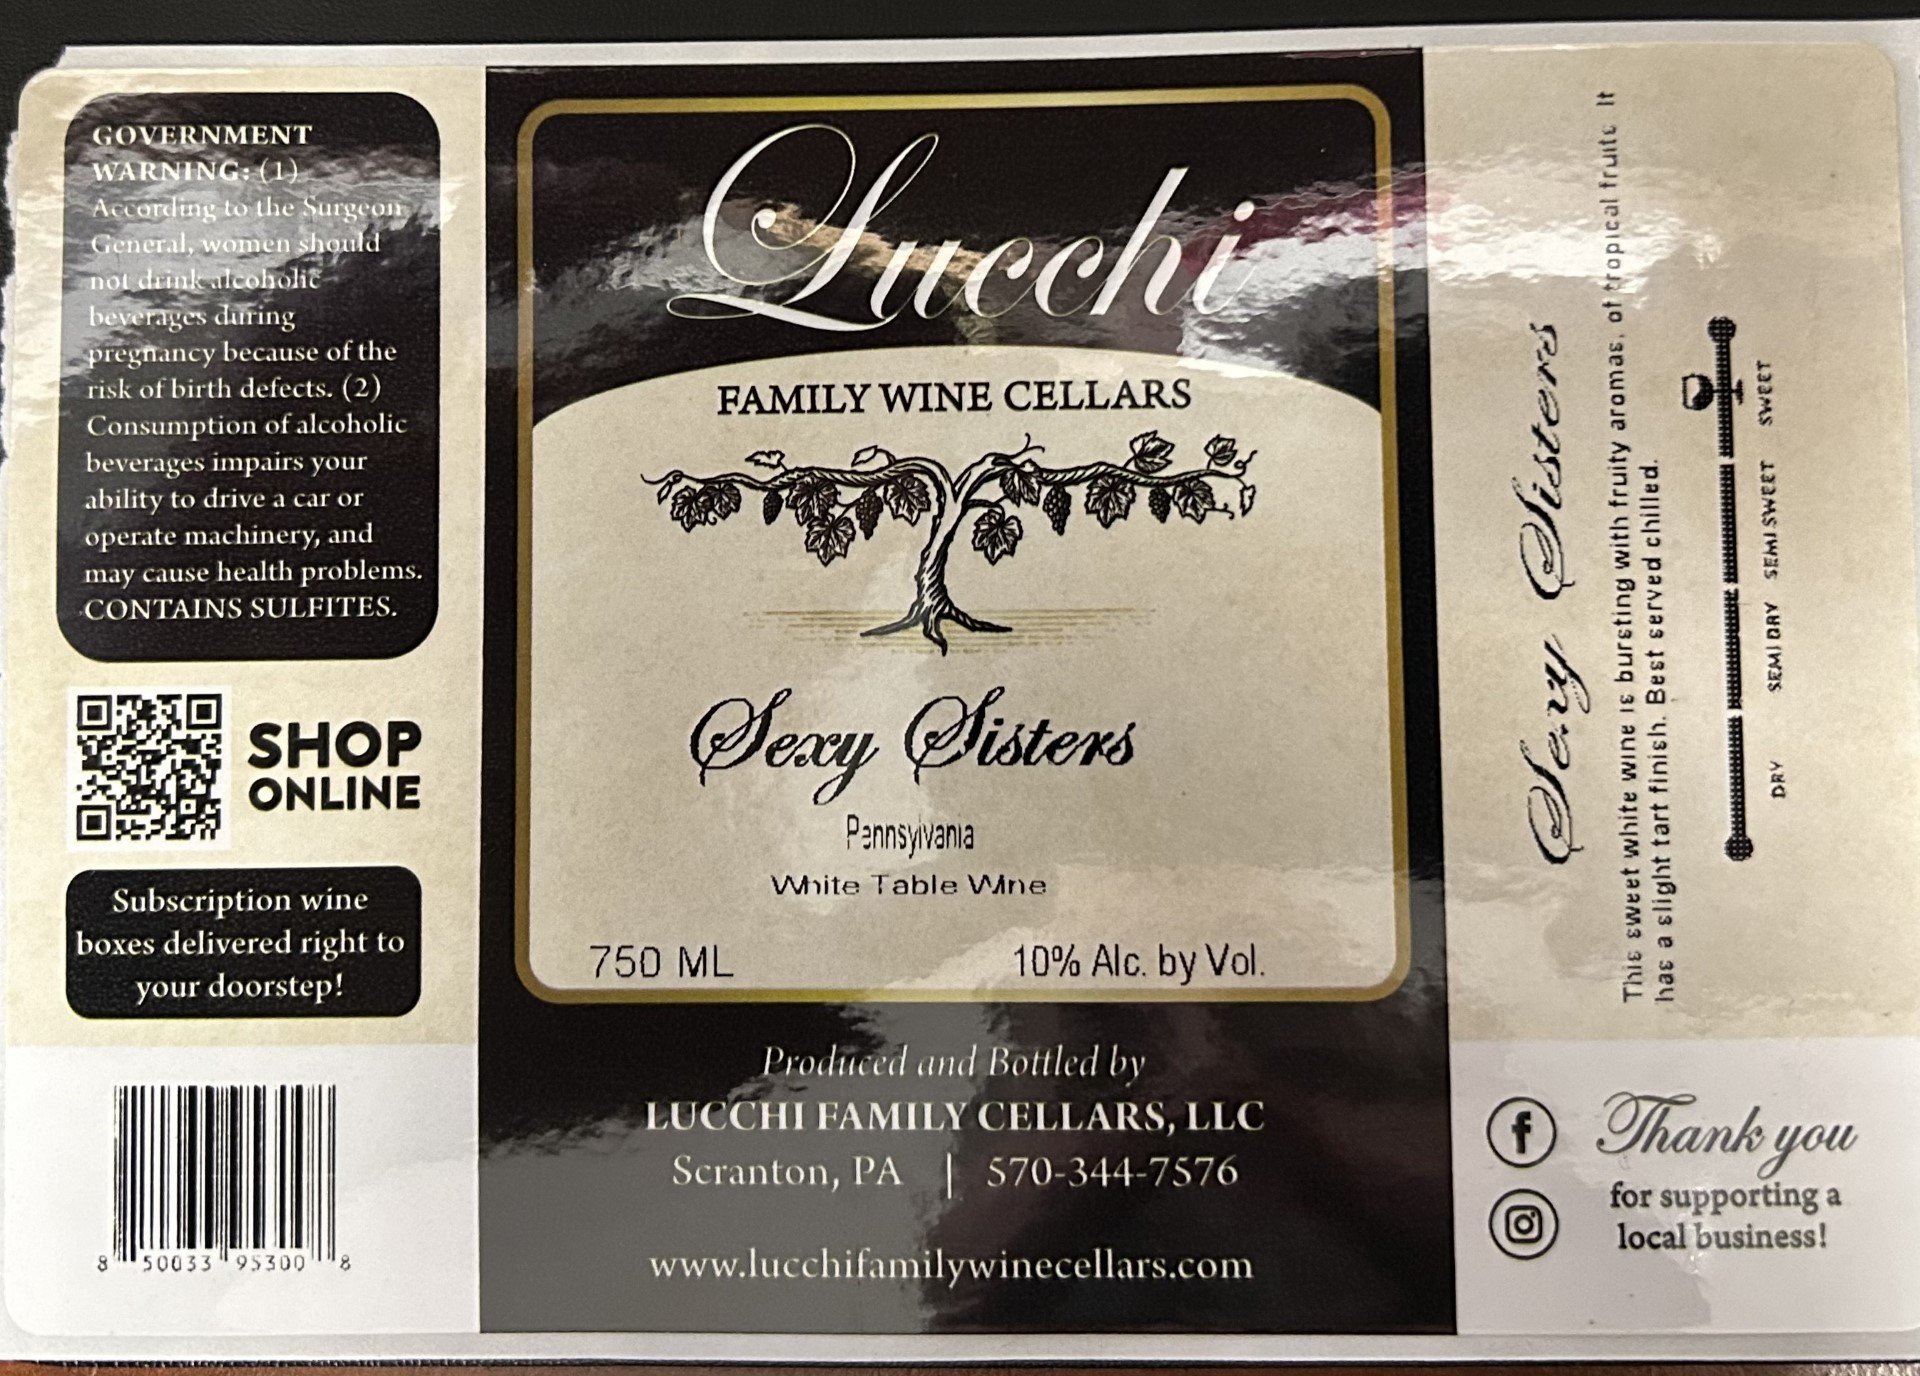 GOVERNMENT
WARNING: (1)
According to the Surgeon
General, women should
not drink alcoholic
beverages during
pregnancy because of the
risk of birth defects. (2)
Consumption of alcoholic
beverages impairs your
ability to drive a car or
operate machinery, and
may cause health problems.
CONTAINS SULFITES.
SHOP
ONLINE
Subscription wine
boxes delivered right to
your doorstep!
8 50033 95300 8
Lucchi
FAMILY WINE CELLARS
Sexy Sisters
Pennsylvania
White Table Wine
750 ML 10% Alc. by Vol.
Produced and Bottled by
LUCCHI FAMILY CELLARS, LLC
Scranton, PA | 570-344-7576
www.lucchifamilywinecellars.com
Sexy Sisters
This sweet white wine is bursting with fruity aromas, of tropical fruit. It
has a slight tart finish. Best served chilled.
DRY SEMI DRY SEMI SWEET SWEET
Thank you
for supporting a
local business!